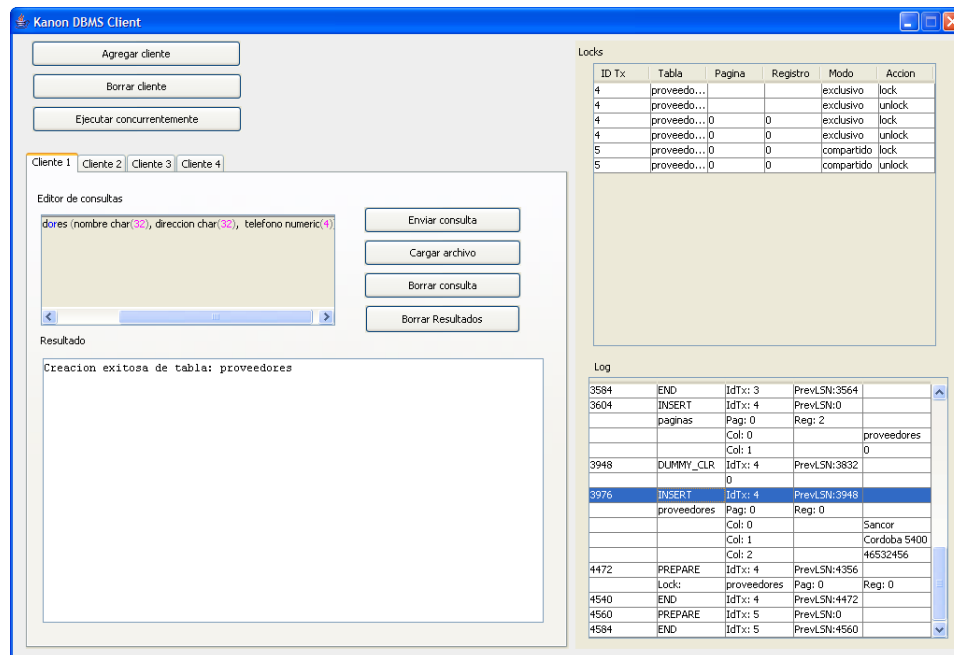 Kanon DBMS Client
Agregar cliente
Borrar cliente
Ejecutar concurrentemente
Cliente 1 Cliente 2 Cliente 3 Cliente 4
Editor de consultas
dores (nombre char(32), direccion char(32), telefono numeric(4)
Enviar consulta
Cargar archivo
Borrar consulta
Borrar Resultados
Resultado
Creacion exitosa de tabla: proveedores
Locks
ID Tx Tabla Pagina Registro Modo Accion
4 proveedo... exclusivo lock
4 proveedo... exclusivo unlock
4 proveedo... 0 0 exclusivo lock
4 proveedo... 0 0 exclusivo unlock
5 proveedo... 0 0 compartido lock
5 proveedo... 0 0 compartido unlock
Log
3584 END IdTx: 3 PrevLSN:3564
3604 INSERT IdTx: 4 PrevLSN:0
paginas Pag: 0 Reg: 2
Col: 0 proveedores
Col: 1 0
3948 DUMMY_CLR IdTx: 4 PrevLSN:3832
0
3976 INSERT IdTx: 4 PrevLSN:3948
proveedores Pag: 0 Reg: 0
Col: 0 Sancor
Col: 1 Cordoba 5400
Col: 2 46532456
4472 PREPARE IdTx: 4 PrevLSN:4356
Lock: proveedores Pag: 0 Reg: 0
4540 END IdTx: 4 PrevLSN:4472
4560 PREPARE IdTx: 5 PrevLSN:0
4584 END IdTx: 5 PrevLSN:4560